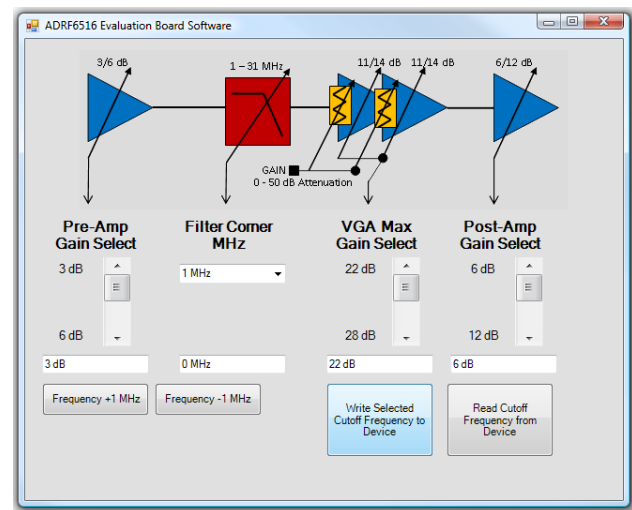 ADRF6516 Evaluation Board Software
3/6 dB
1 – 31 MHz
11/14 dB
11/14 dB
6/12 dB
GAIN
0 - 50 dB Attenuation
Pre-Amp
Gain Select
Filter Corner
MHz
VGA Max
Gain Select
Post-Amp
Gain Select
3 dB
1 MHz
22 dB
6 dB
6 dB
28 dB
12 dB
3 dB
0 MHz
22 dB
6 dB
Frequency +1 MHz
Frequency -1 MHz
Write Selected
Cutoff Frequency to
Device
Read Cutoff
Frequency from
Device